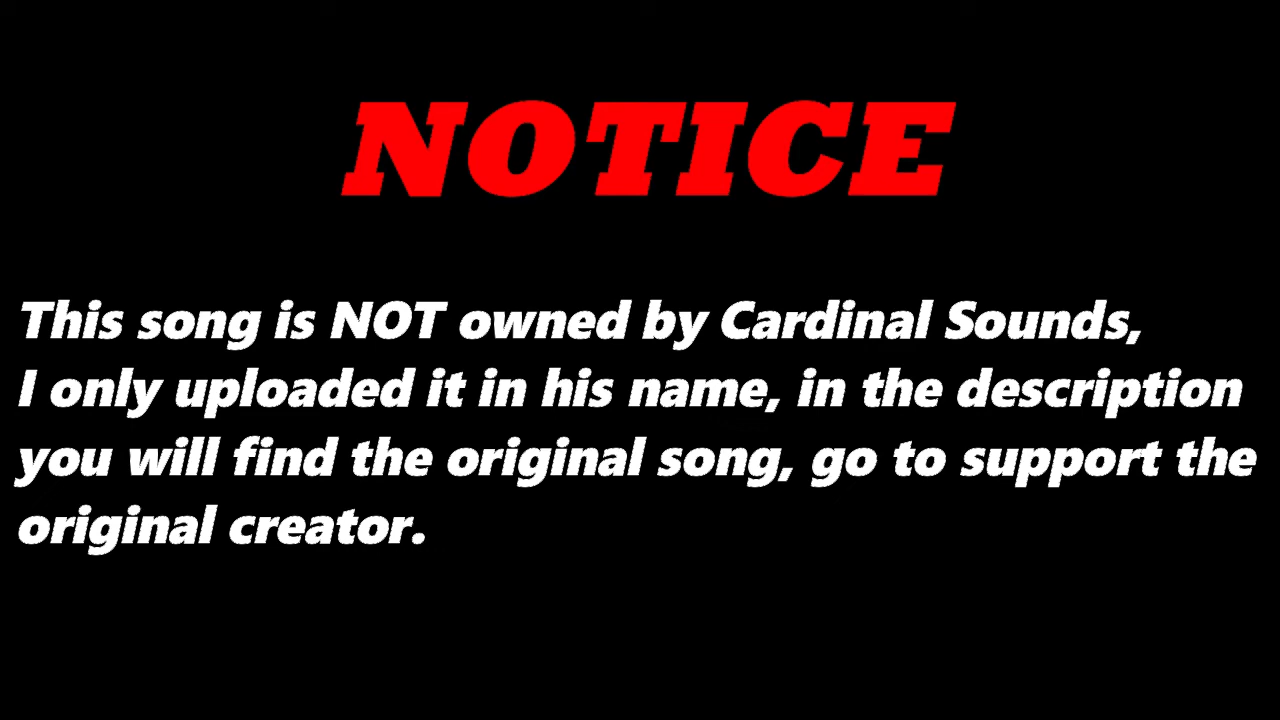 NOTICE
This song is NOT owned by Cardinal Sounds,
I only uploaded it in his name, in the description
you will find the original song, go to support the
original creator.